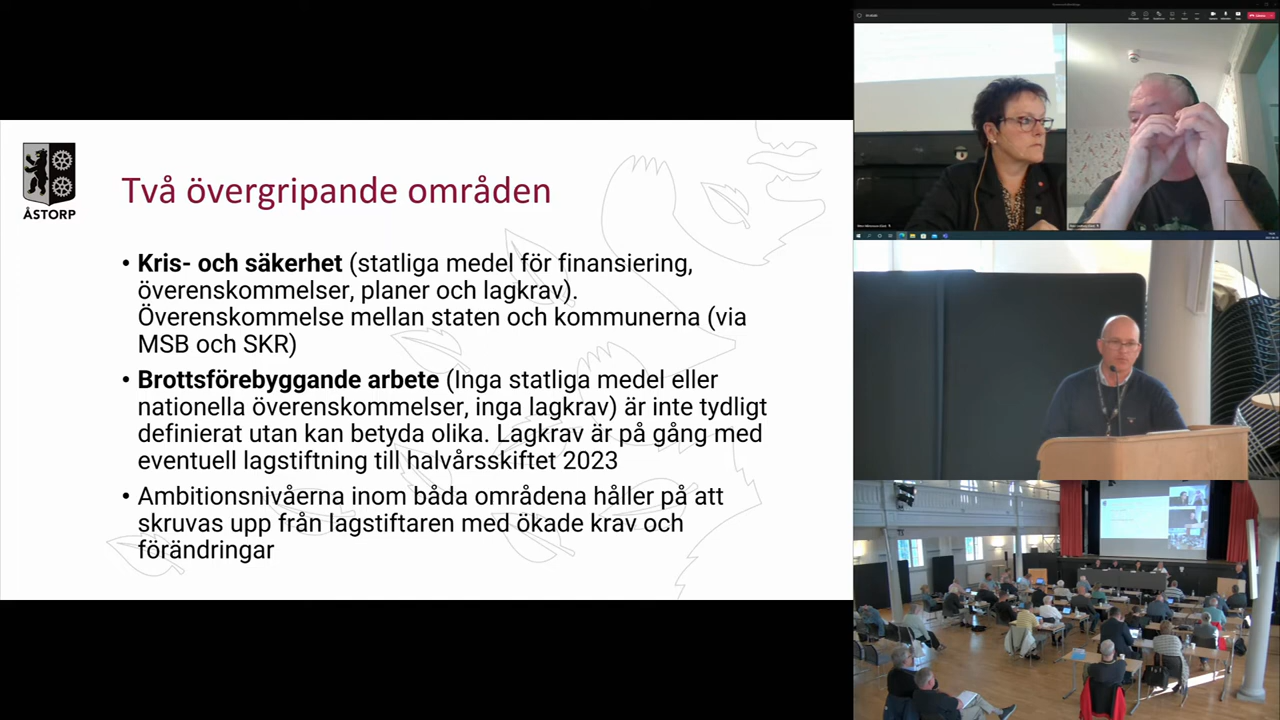 ÅSTORP
Två övergripande områden
• Kris- och säkerhet (statliga medel för finansiering,
överenskommelser, planer och lagkrav).
Överenskommelse mellan staten och kommunerna (via
MSB och SKR)
• Brottsförebyggande arbete (Inga statliga medel eller
nationella överenskommelser, inga lagkrav) är inte tydligt
definierat utan kan betyda olika. Lagkrav är på gång med
eventuell lagstiftning till halvårsskiftet 2023
• Ambitionsnivåerna inom båda områdena håller på att
skruvas upp från lagstiftaren med ökade krav och
förändringar